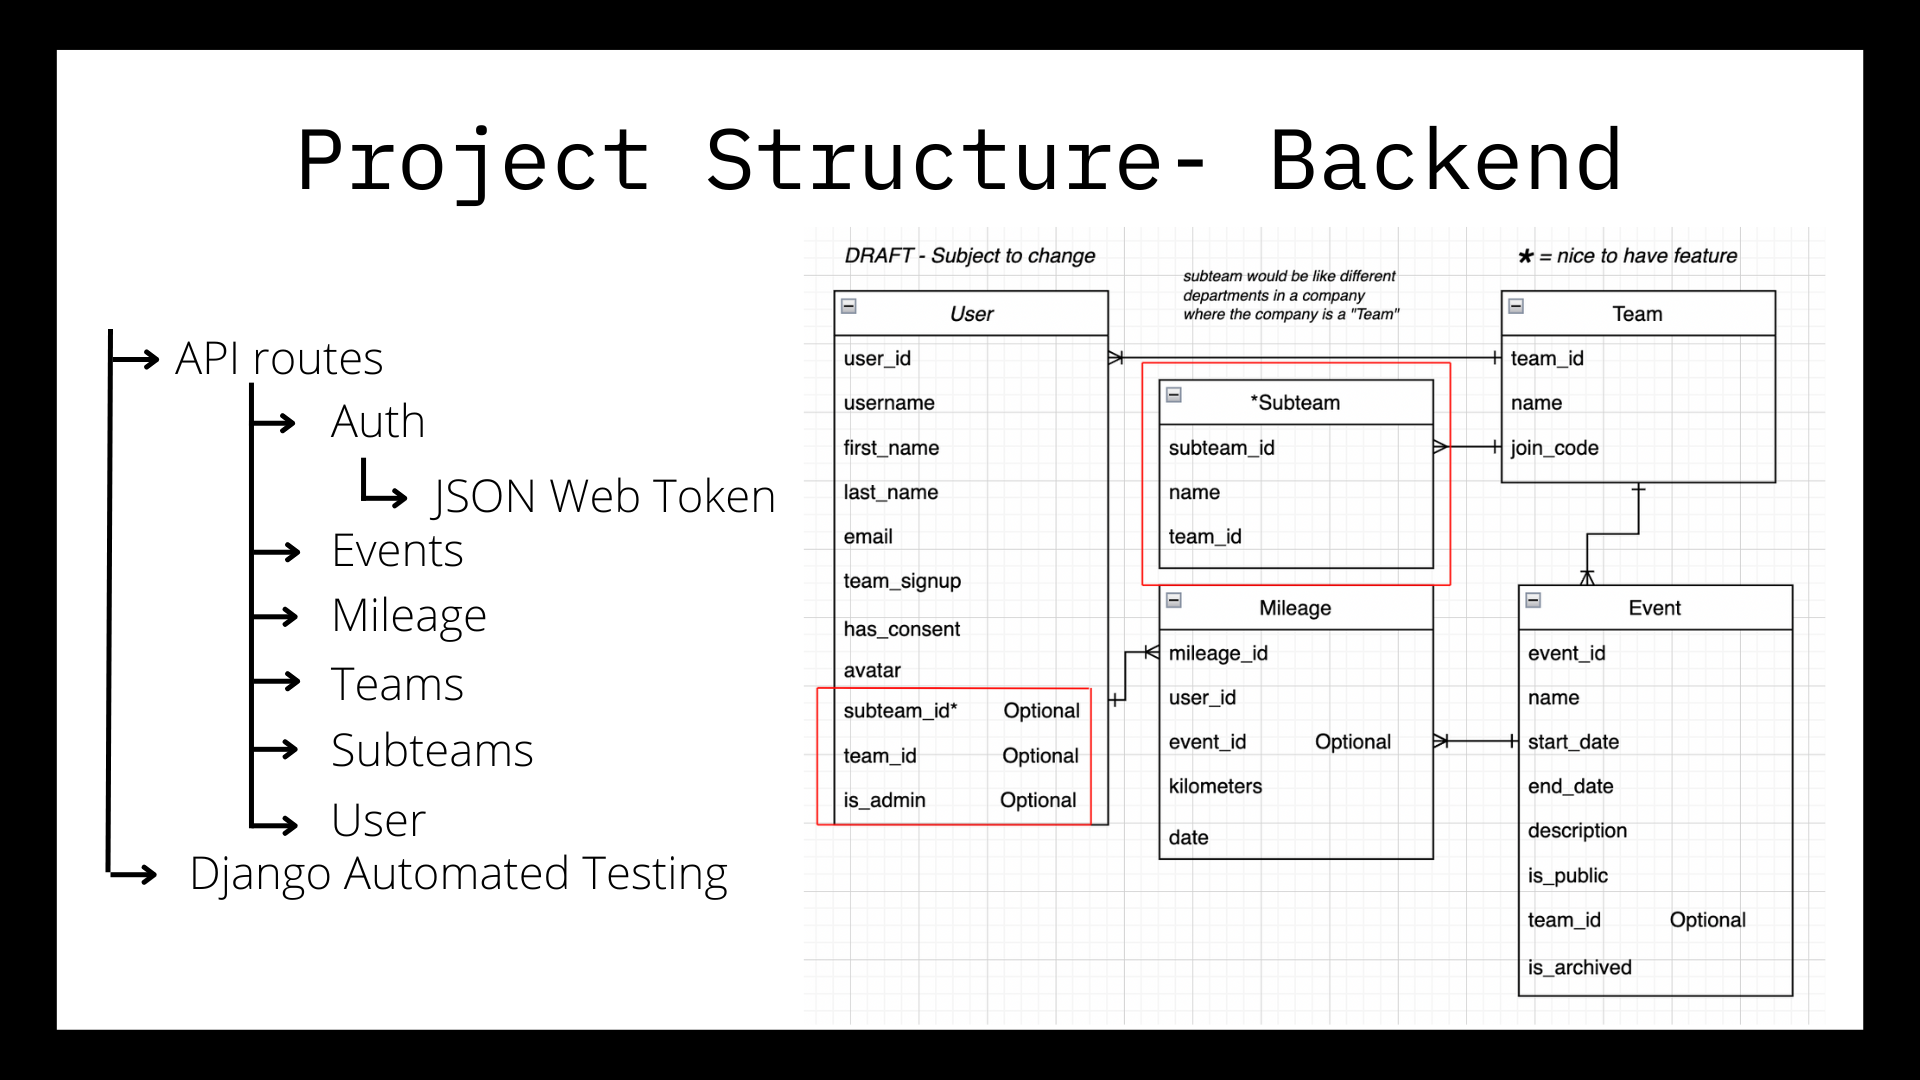 Project Structure- Backend
API routes
Auth
JSON Web Token
Events
Mileage
Teams
Subteams
User
Django Automated Testing
DRAFT - Subject to change
* = nice to have feature
subteam would be like different
departments in a company
where the company is a "Team"
User
user_id
username
first_name
last_name
email
team_signup
has_consent
avatar
subteam_id* Optional
team_id Optional
is_admin Optional
*Subteam
subteam_id
name
team_id
Mileage
mileage_id
user_id
event_id Optional
kilometers
date
Team
team_id
name
join_code
Event
event_id
name
start_date
end_date
description
is_public
team_id Optional
is_archived